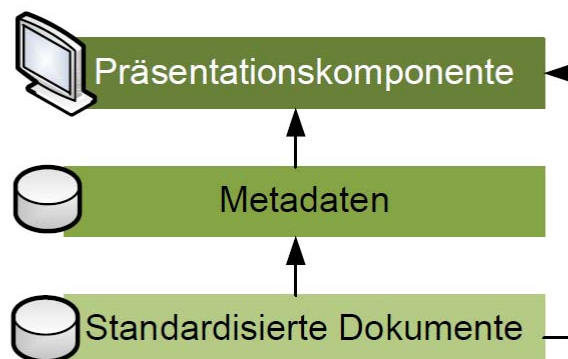 Präsentationskomponente
Metadaten
Standardisierte Dokumente